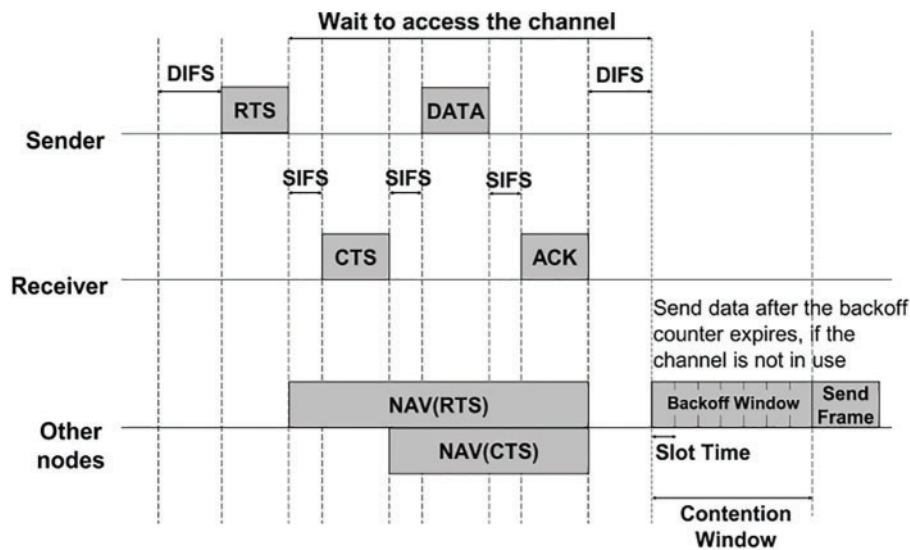 Wait to access the channel
DIFS
DIFS
RTS
DATA
Sender
SIFS
SIFS
SIFS
CTS
ACK
Receiver
Send data after the backoff
counter expires, if the
channel is not in use
NAV(RTS)
Backoff Window
Send
Frame
Other
nodes
NAV(CTS)
Slot Time
Contention
Window